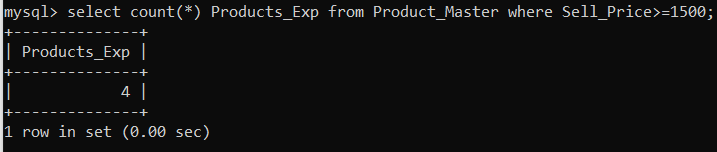 mysql> select count(*) Products_Exp from Product_Master where Sell_Price>=1500;
+--------------+
| Products_Exp |
+--------------+
|            4 |
+--------------+
1 row in set (0.00 sec)